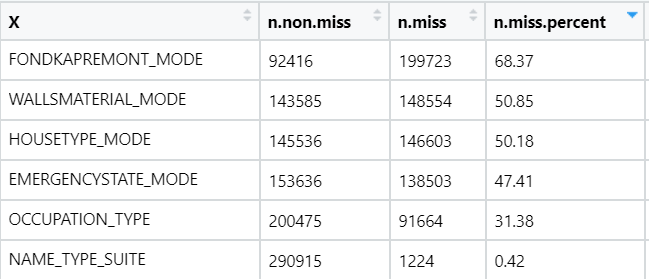 X n.non.miss n.miss n.miss.percent
FONDKAPREMONT_MODE 92416 199723 68.37
WALLSMATERIAL_MODE 143585 148554 50.85
HOUSETYPE_MODE 145536 146603 50.18
EMERGENCYSTATE_MODE 153636 138503 47.41
OCCUPATION_TYPE 200475 91664 31.38
NAME_TYPE_SUITE 290915 1224 0.42